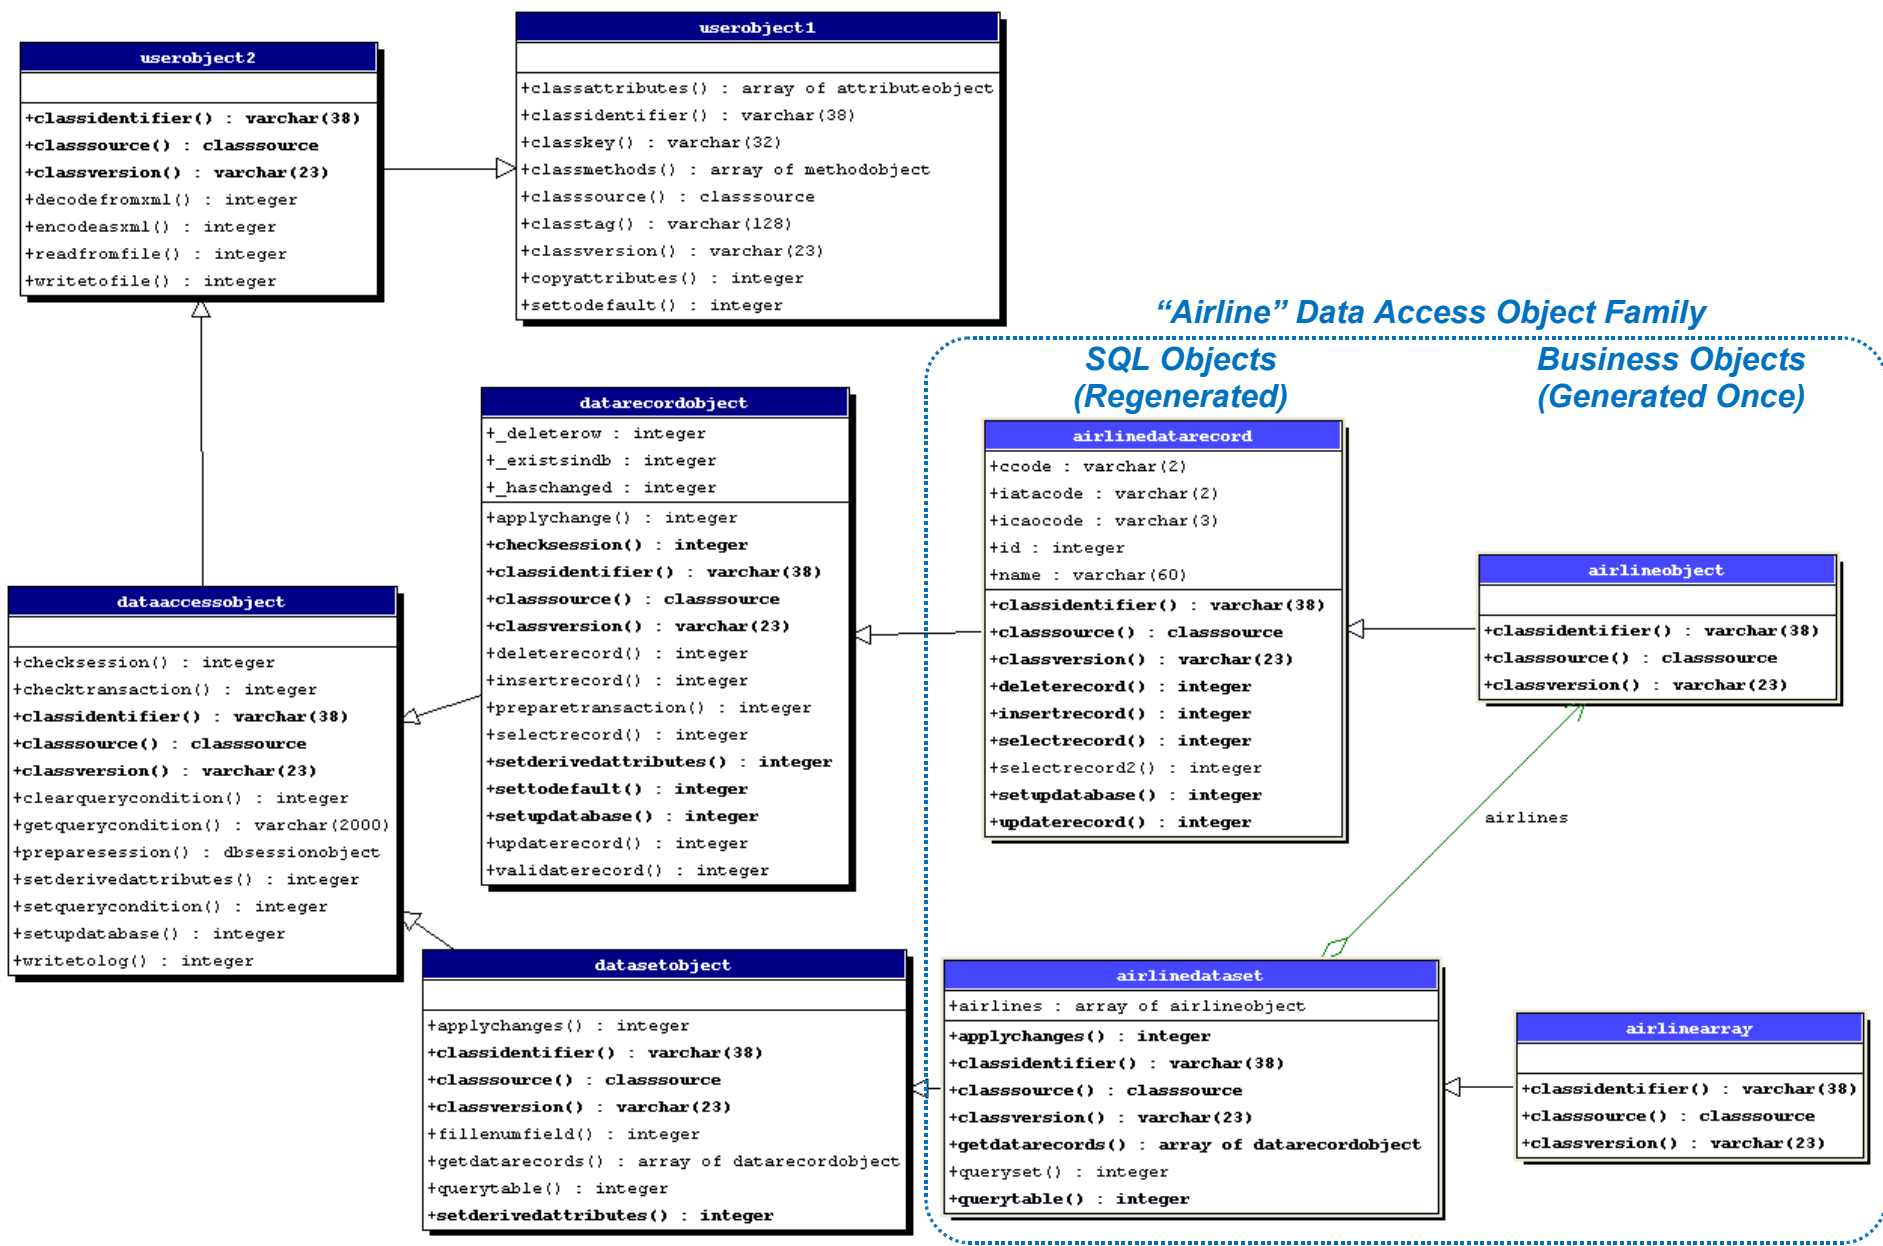 userobject2
+classidentifier() : varchar(38)
+classsource() : classsource
+classversion() : varchar(23)
+decodefromxml() : integer
+encodeasxml() : integer
+readfromfile() : integer
+writetofile() : integer
userobject1
+classattributes() : array of attributeobject
+classidentifier() : varchar(38)
+classkey() : varchar(32)
+classmethods() : array of methodobject
+classsource() : classsource
+classtag() : varchar(128)
+classversion() : varchar(23)
+copyattributes() : integer
+settodefault() : integer
“Airline” Data Access Object Family
SQL Objects
(Regenerated)
Business Objects
(Generated Once)
dataaccessobject
+checksession() : integer
+checktransaction() : integer
+classidentifier() : varchar(38)
+classsource() : classsource
+classversion() : varchar(23)
+clearquerycondition() : integer
+getquerycondition() : varchar(2000)
+preparesession() : dbsessionobject
+setderivedattributes() : integer
+setquerycondition() : integer
+setupdatabase() : integer
+writetolog() : integer
datarecordobject
+_deleterow : integer
+_existsindb : integer
+_haschanged : integer
+applychange() : integer
+checksession() : integer
+classidentifier() : varchar(38)
+classsource() : classsource
+classversion() : varchar(23)
+deleterecord() : integer
+insertrecord() : integer
+preparetransaction() : integer
+selectrecord() : integer
+setderivedattributes() : integer
+settodefault() : integer
+setupdatabase() : integer
+updaterecord() : integer
+validaterecord() : integer
airlinedatarecord
+ccode : varchar(2)
+iatacode : varchar(2)
+icaocode : varchar(3)
+id : integer
+name : varchar(60)
+classidentifier() : varchar(38)
+classsource() : classsource
+classversion() : varchar(23)
+deleterecord() : integer
+insertrecord() : integer
+selectrecord() : integer
+selectrecord2() : integer
+setupdatabase() : integer
+updaterecord() : integer
airlineobject
+classidentifier() : varchar(38)
+classsource() : classsource
+classversion() : varchar(23)
airlines
datasetobject
+applychanges() : integer
+classidentifier() : varchar(38)
+classsource() : classsource
+classversion() : varchar(23)
+fillenumfield() : integer
+getdatarecords() : array of datarecordobject
+querytable() : integer
+setderivedattributes() : integer
airlinedataset
+airlines : array of airlineobject
+applychanges() : integer
+classidentifier() : varchar(38)
+classsource() : classsource
+classversion() : varchar(23)
+getdatarecords() : array of datarecordobject
+queryset() : integer
+querytable() : integer
airlinearray
+classidentifier() : varchar(38)
+classsource() : classsource
+classversion() : varchar(23)